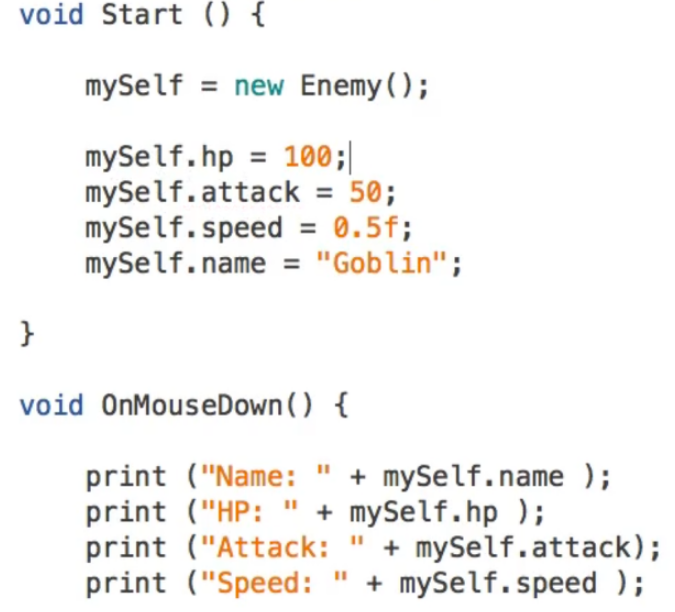 void Start () {
mySelf = new Enemy();
mySelf.hp = 100;
mySelf.attack = 50;
mySelf.speed = 0.5f;
mySelf.name = "Goblin";
}
void OnMouseDown() {
print ("Name: " + mySelf.name );
print ("HP: " + mySelf.hp );
print ("Attack: " + mySelf.attack);
print ("Speed: " + mySelf.speed );